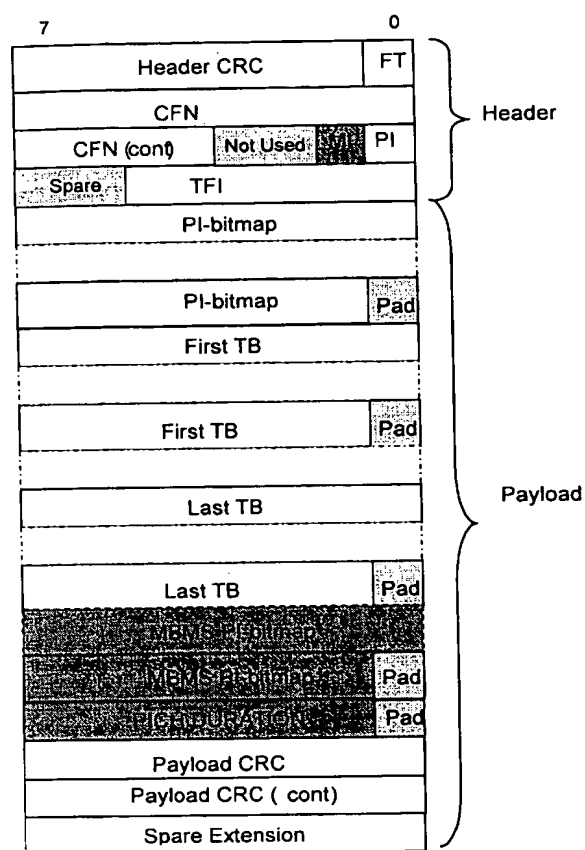 7 0
Header CRC FT
CFN
CFN (cont) Not Used MI PI
Spare TFI
PI-bitmap
PI-bitmap Pad
First TB
First TB Pad
Last TB
Last TB Pad
MBMS PI-bitmap
MBMS PI-bitmap Pad
PICH DURATION Pad
Payload CRC
Payload CRC ( cont)
Spare Extension
Header
Payload